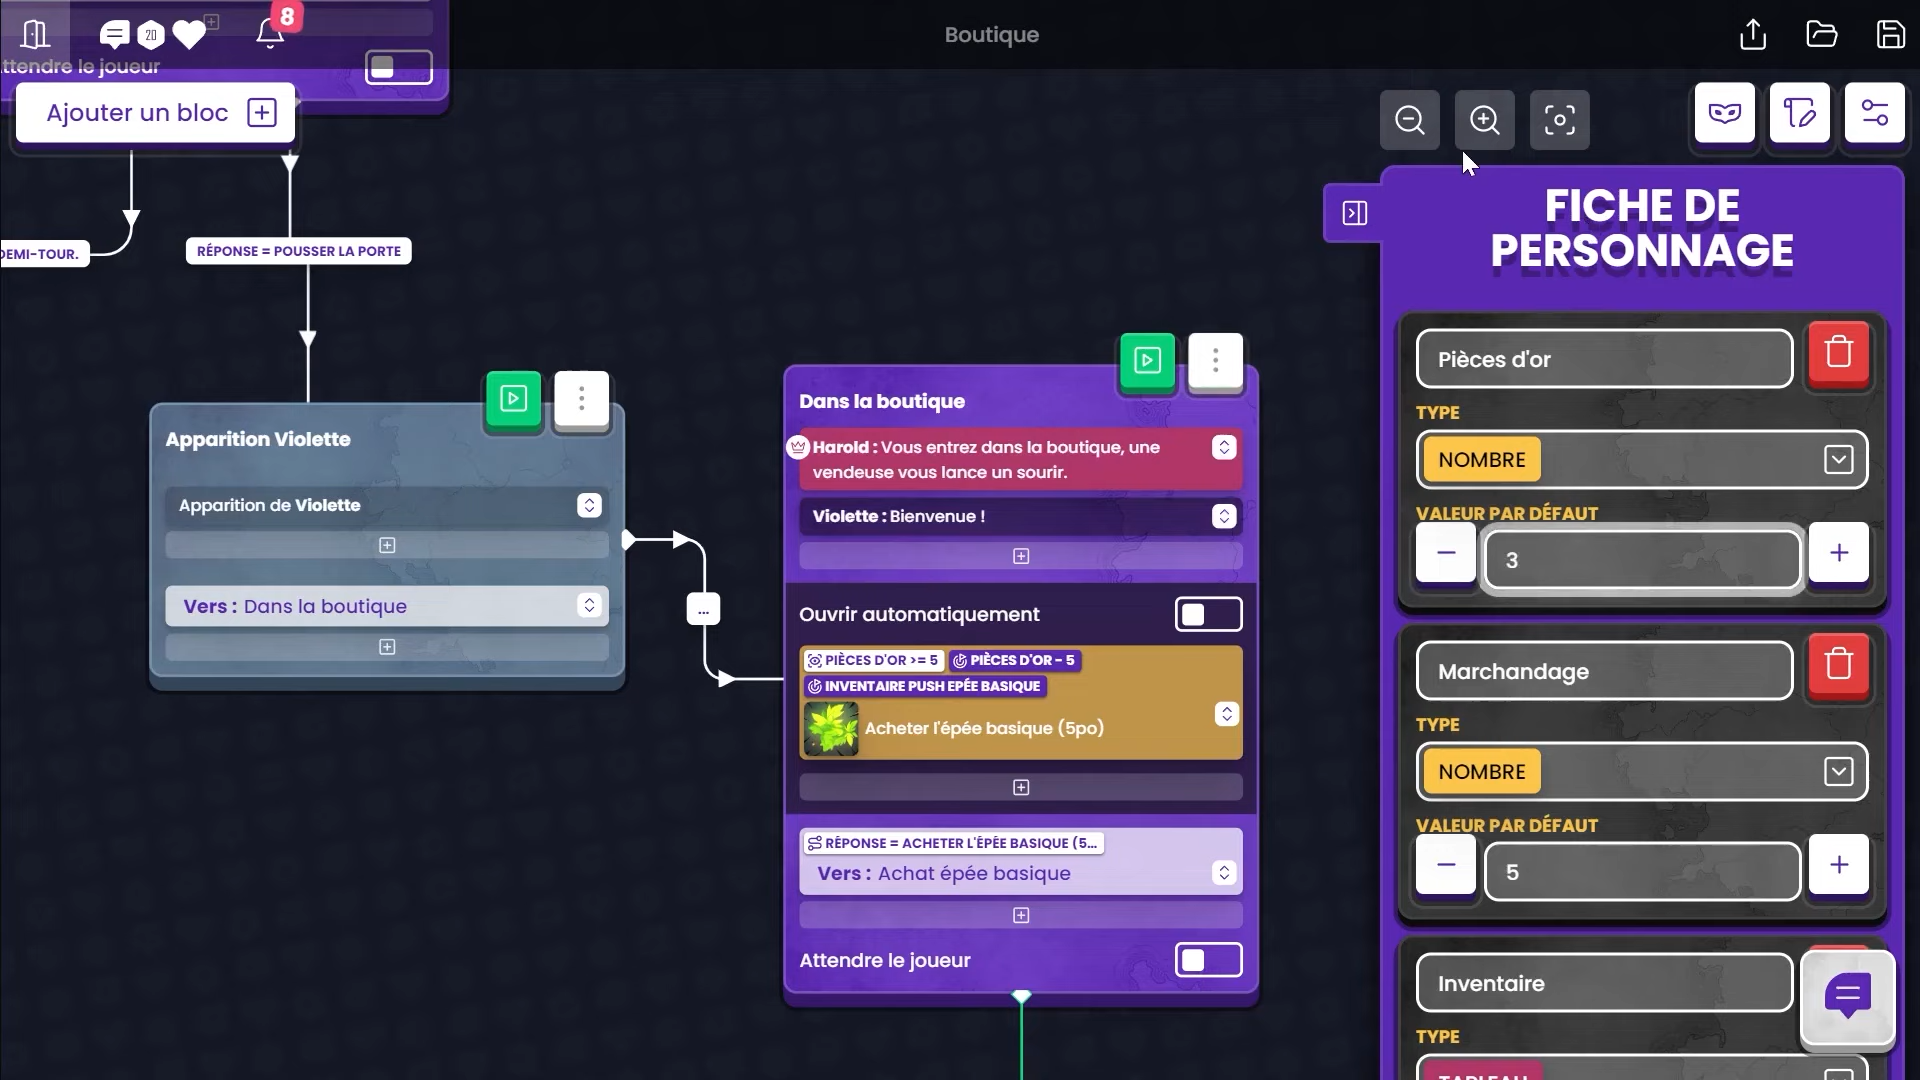 20
8
Boutique
ttendre le joueur
Ajouter un bloc
DEMI-TOUR.
RÉPONSE = POUSSER LA PORTE
Apparition Violette
Apparition de Violette
Vers : Dans la boutique
...
Dans la boutique
Harold : Vous entrez dans la boutique, une
vendeuse vous lance un sourir.
Violette : Bienvenue !
Ouvrir automatiquement
PIÈCES D'OR >= 5 PIÈCES D'OR - 5
INVENTAIRE PUSH EPÉE BASIQUE
Acheter l'épée basique (5po)
RÉPONSE = ACHETER L'ÉPÉE BASIQUE (5...
Vers : Achat épée basique
Attendre le joueur
FICHE DE
PERSONNAGE
Pièces d'or
TYPE
NOMBRE
VALEUR PAR DÉFAUT
3
Marchandage
TYPE
NOMBRE
VALEUR PAR DÉFAUT
5
Inventaire
TYPE
TABLEAU